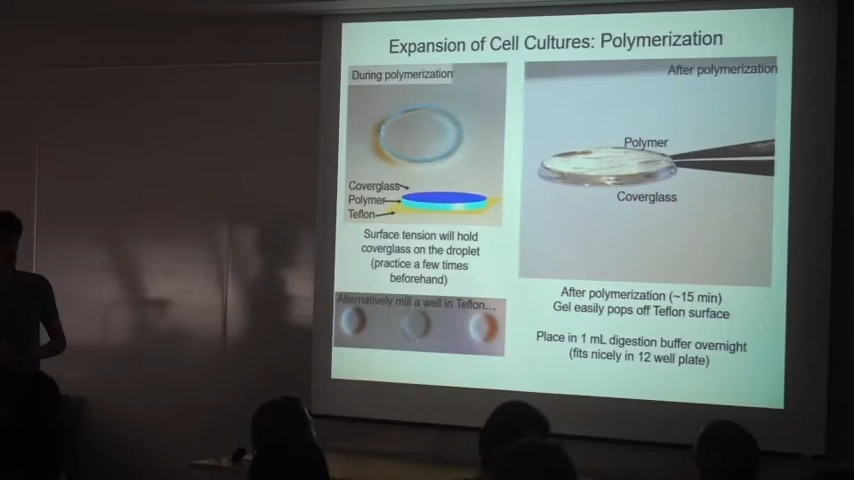 Expansion of Cell Cultures: Polymerization
During polymerization
Coverglass
Polymer
Teflon
Surface tension will hold
coverglass on the droplet
(practice a few times
beforehand)
Alternatively mill a well in Teflon...
After polymerization
Polymer
Coverglass
After polymerization (~15 min)
Gel easily pops off Teflon surface
Place in 1 mL digestion buffer overnight
(fits nicely in 12 well plate)